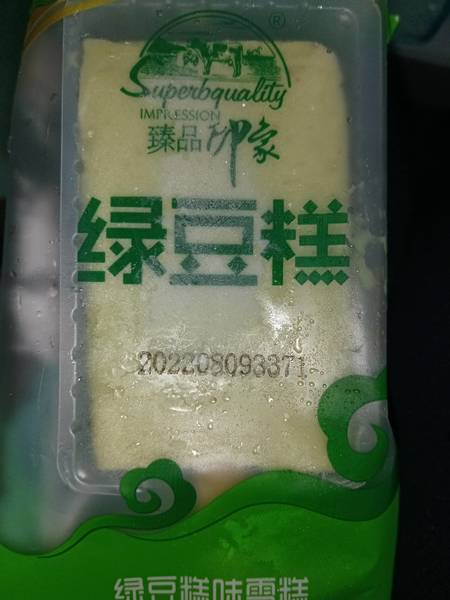 ®
Superbquality
IMPRESSION
臻品印象
绿豆糕
202208093371
绿豆糕味雪糕